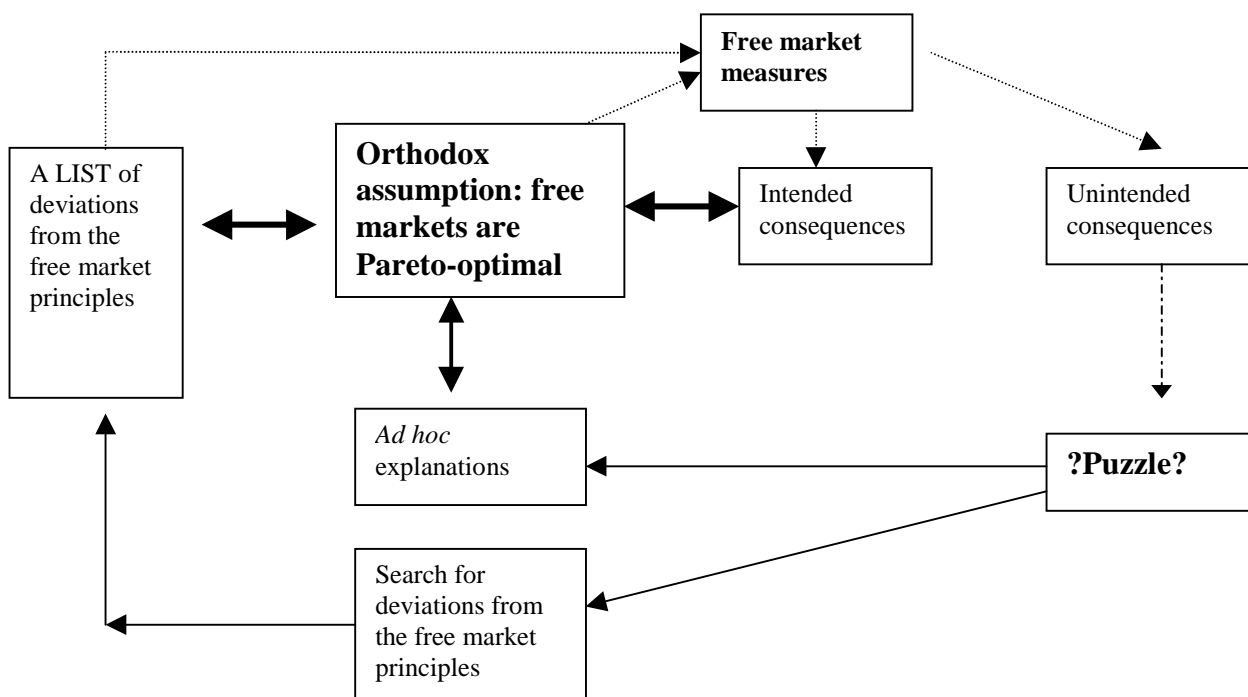 Free market
measures
A LIST of
deviations
from the
free market
principles
Orthodox
assumption: free
markets are
Pareto-optimal
Intended
consequences
Unintended
consequences
Ad hoc
explanations
?Puzzle?
Search for
deviations from
the free market
principles